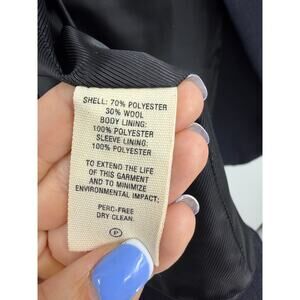 SHELL: 70% POLYESTER
30% WOOL
BODY LINING:
100% POLYESTER
SLEEVE LINING:
100% POLYESTER
TO EXTEND THE LIFE
OF THIS GARMENT
AND TO MINIMIZE
ENVIRONMENTAL IMPACT;
PERC-FREE
DRY CLEAN.
P